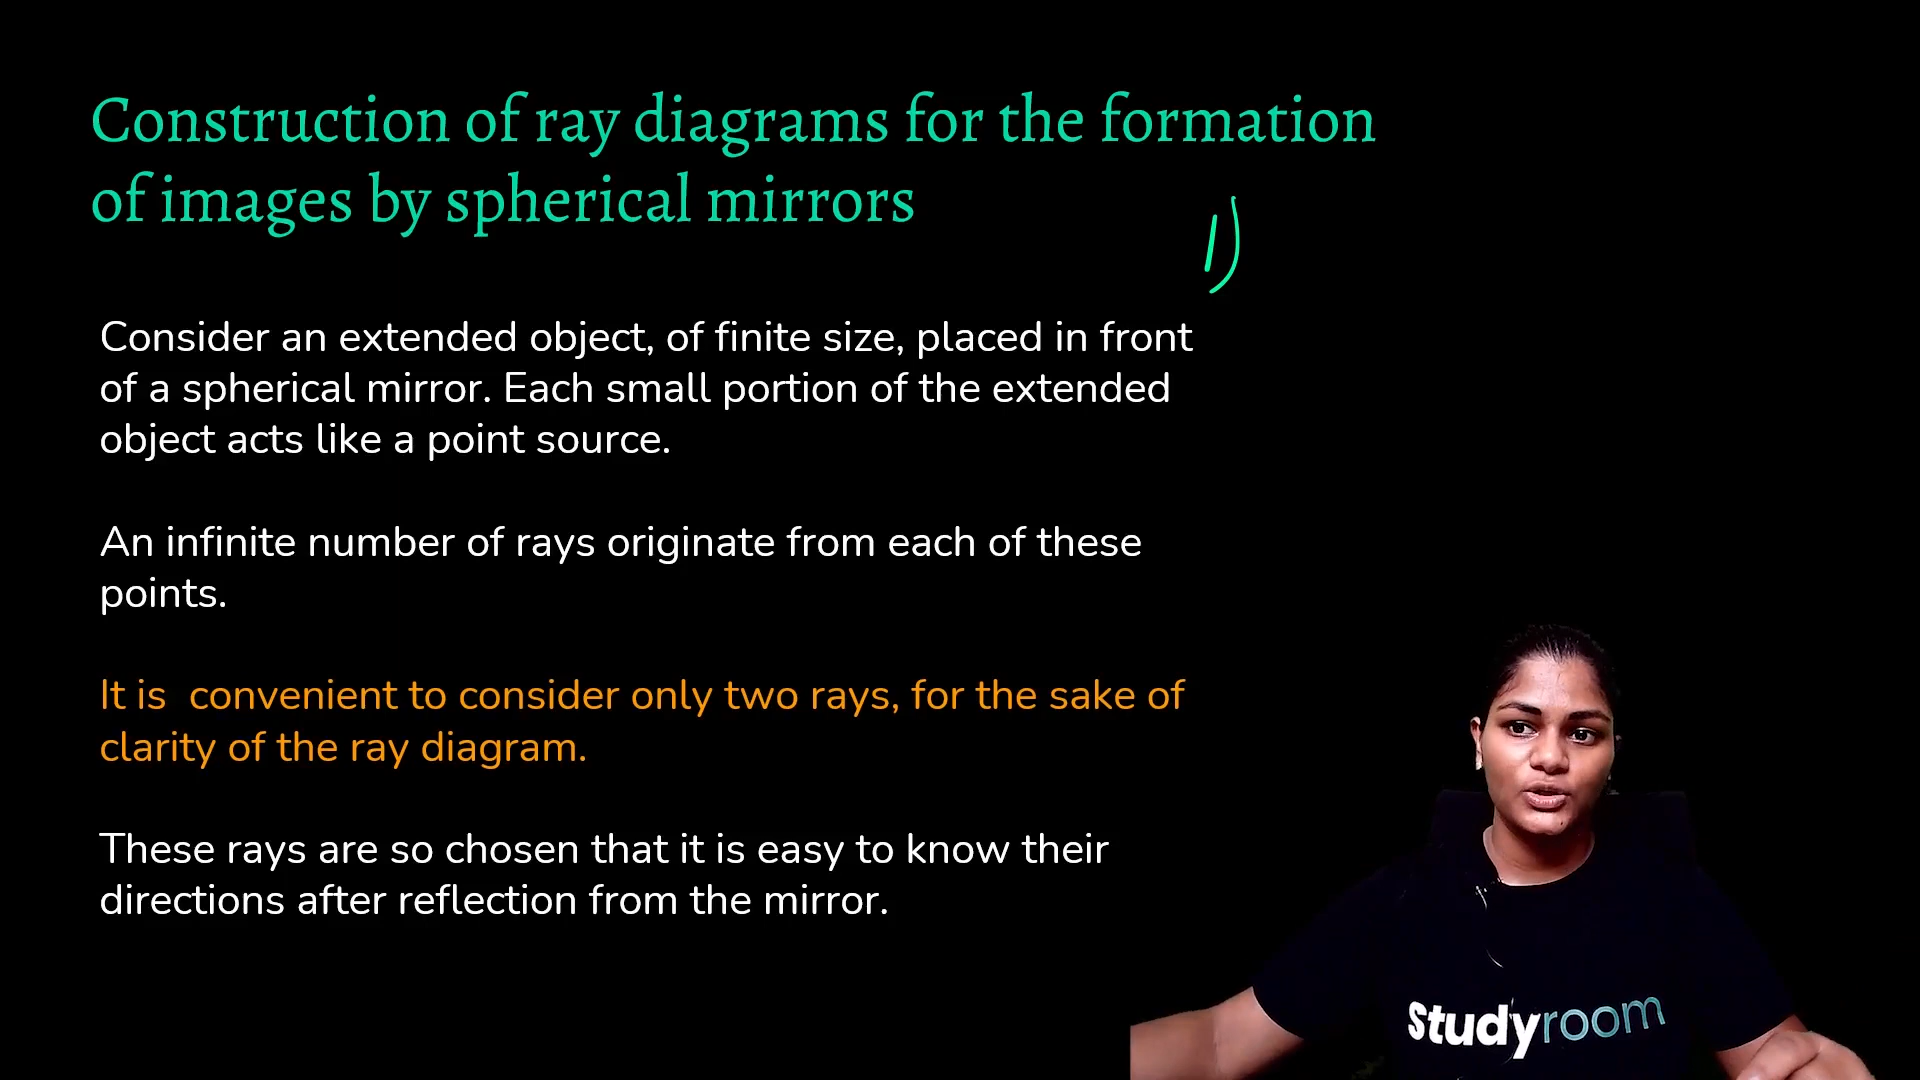 Construction of ray diagrams for the formation
of images by spherical mirrors
1)
Consider an extended object, of finite size, placed in front
of a spherical mirror. Each small portion of the extended
object acts like a point source.
An infinite number of rays originate from each of these
points.
It is  convenient to consider only two rays, for the sake of
clarity of the ray diagram.
These rays are so chosen that it is easy to know their
directions after reflection from the mirror.
Studyroom